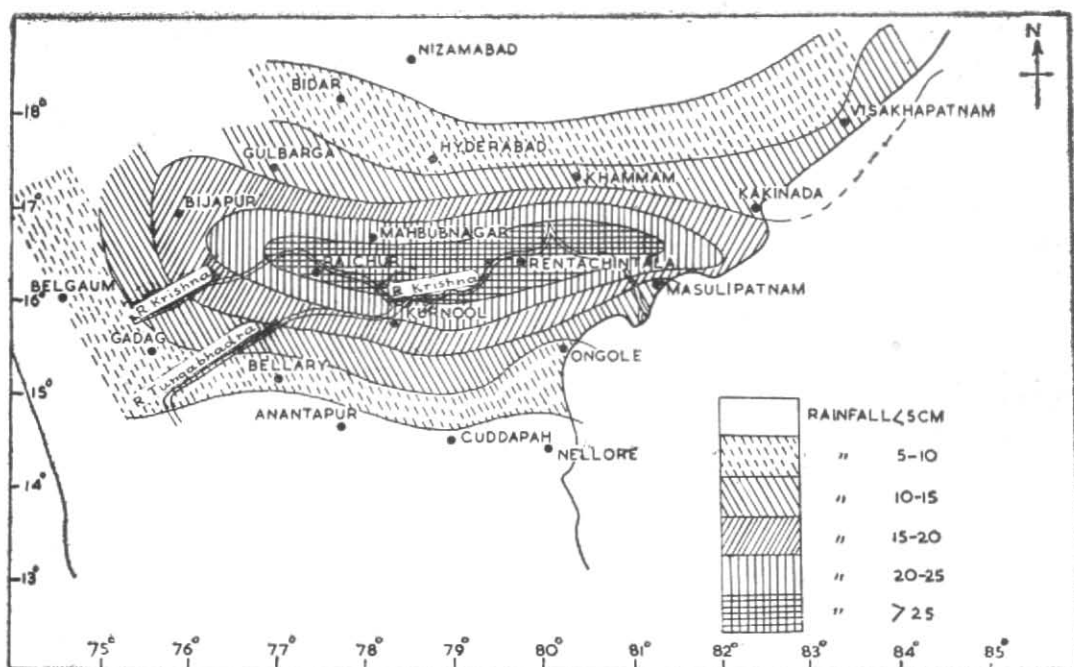 N
NIZAMABAD
BIDAR
18°
VISAKHAPATNAM
HYDERABAD
GULBARGA
KHAMMAM
17°
BIJAPUR
KAKINADA
MAHBUBNAGAR
RAICHUR
RENTACHINTALA
R. Krishna
R Krishna
MASULIPATNAM
BELGAUM
16°
KURNOOL
GADAG
R. Tungabhadra
ONGOLE
BELLARY
15°
ANANTAPUR
CUDDAPAH
NELLORE
14°
13°
RAINFALL <5CM
" 5-10
" 10-15
" 15-20
" 20-25
" >25
75° 76° 77° 78° 79° 80° 81° 82° 83° 84° 85°